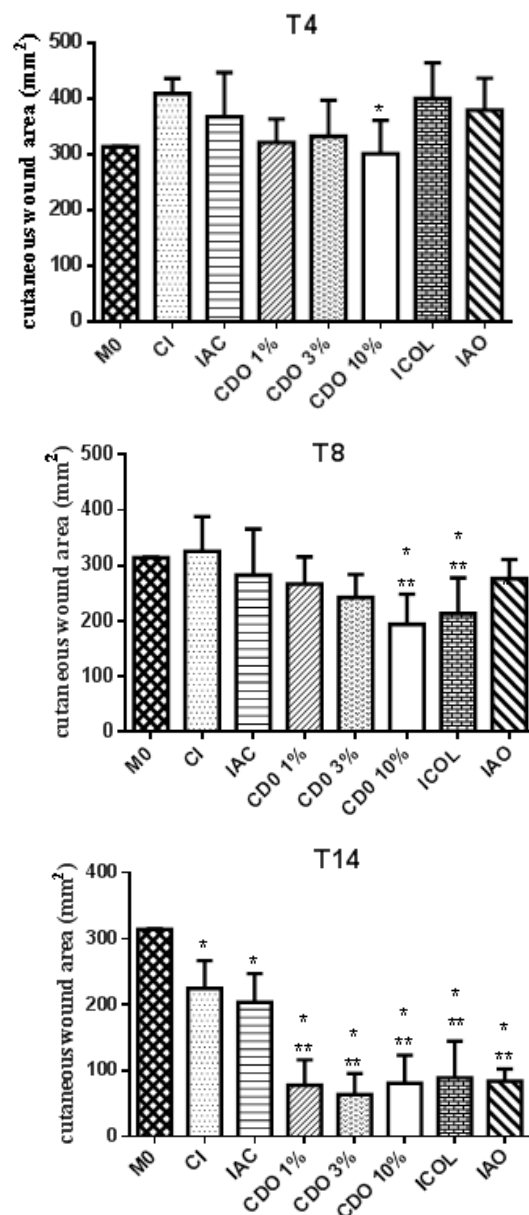 T4
cutaneous wound area (mm²)
500
400
300
200
100
0
*
M0 CI IAC CDO 1% CDO 3% CDO 10% ICOL IAO
T8
cutaneous wound area (mm²)
500
400
300
200
100
0
* *
** **
M0 CI IAC CD0 1% CD0 3% CD0 10% ICOL IAO
T14
cutaneous wound area (mm²)
400
300
200
100
0
* * * * * * *
** ** ** ** **
M0 CI IAC CDO 1% CDO 3% CDO 10% ICOL IAO